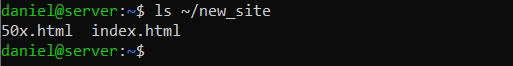 daniel@server:~$ ls ~/new_site
50x.html  index.html
daniel@server:~$